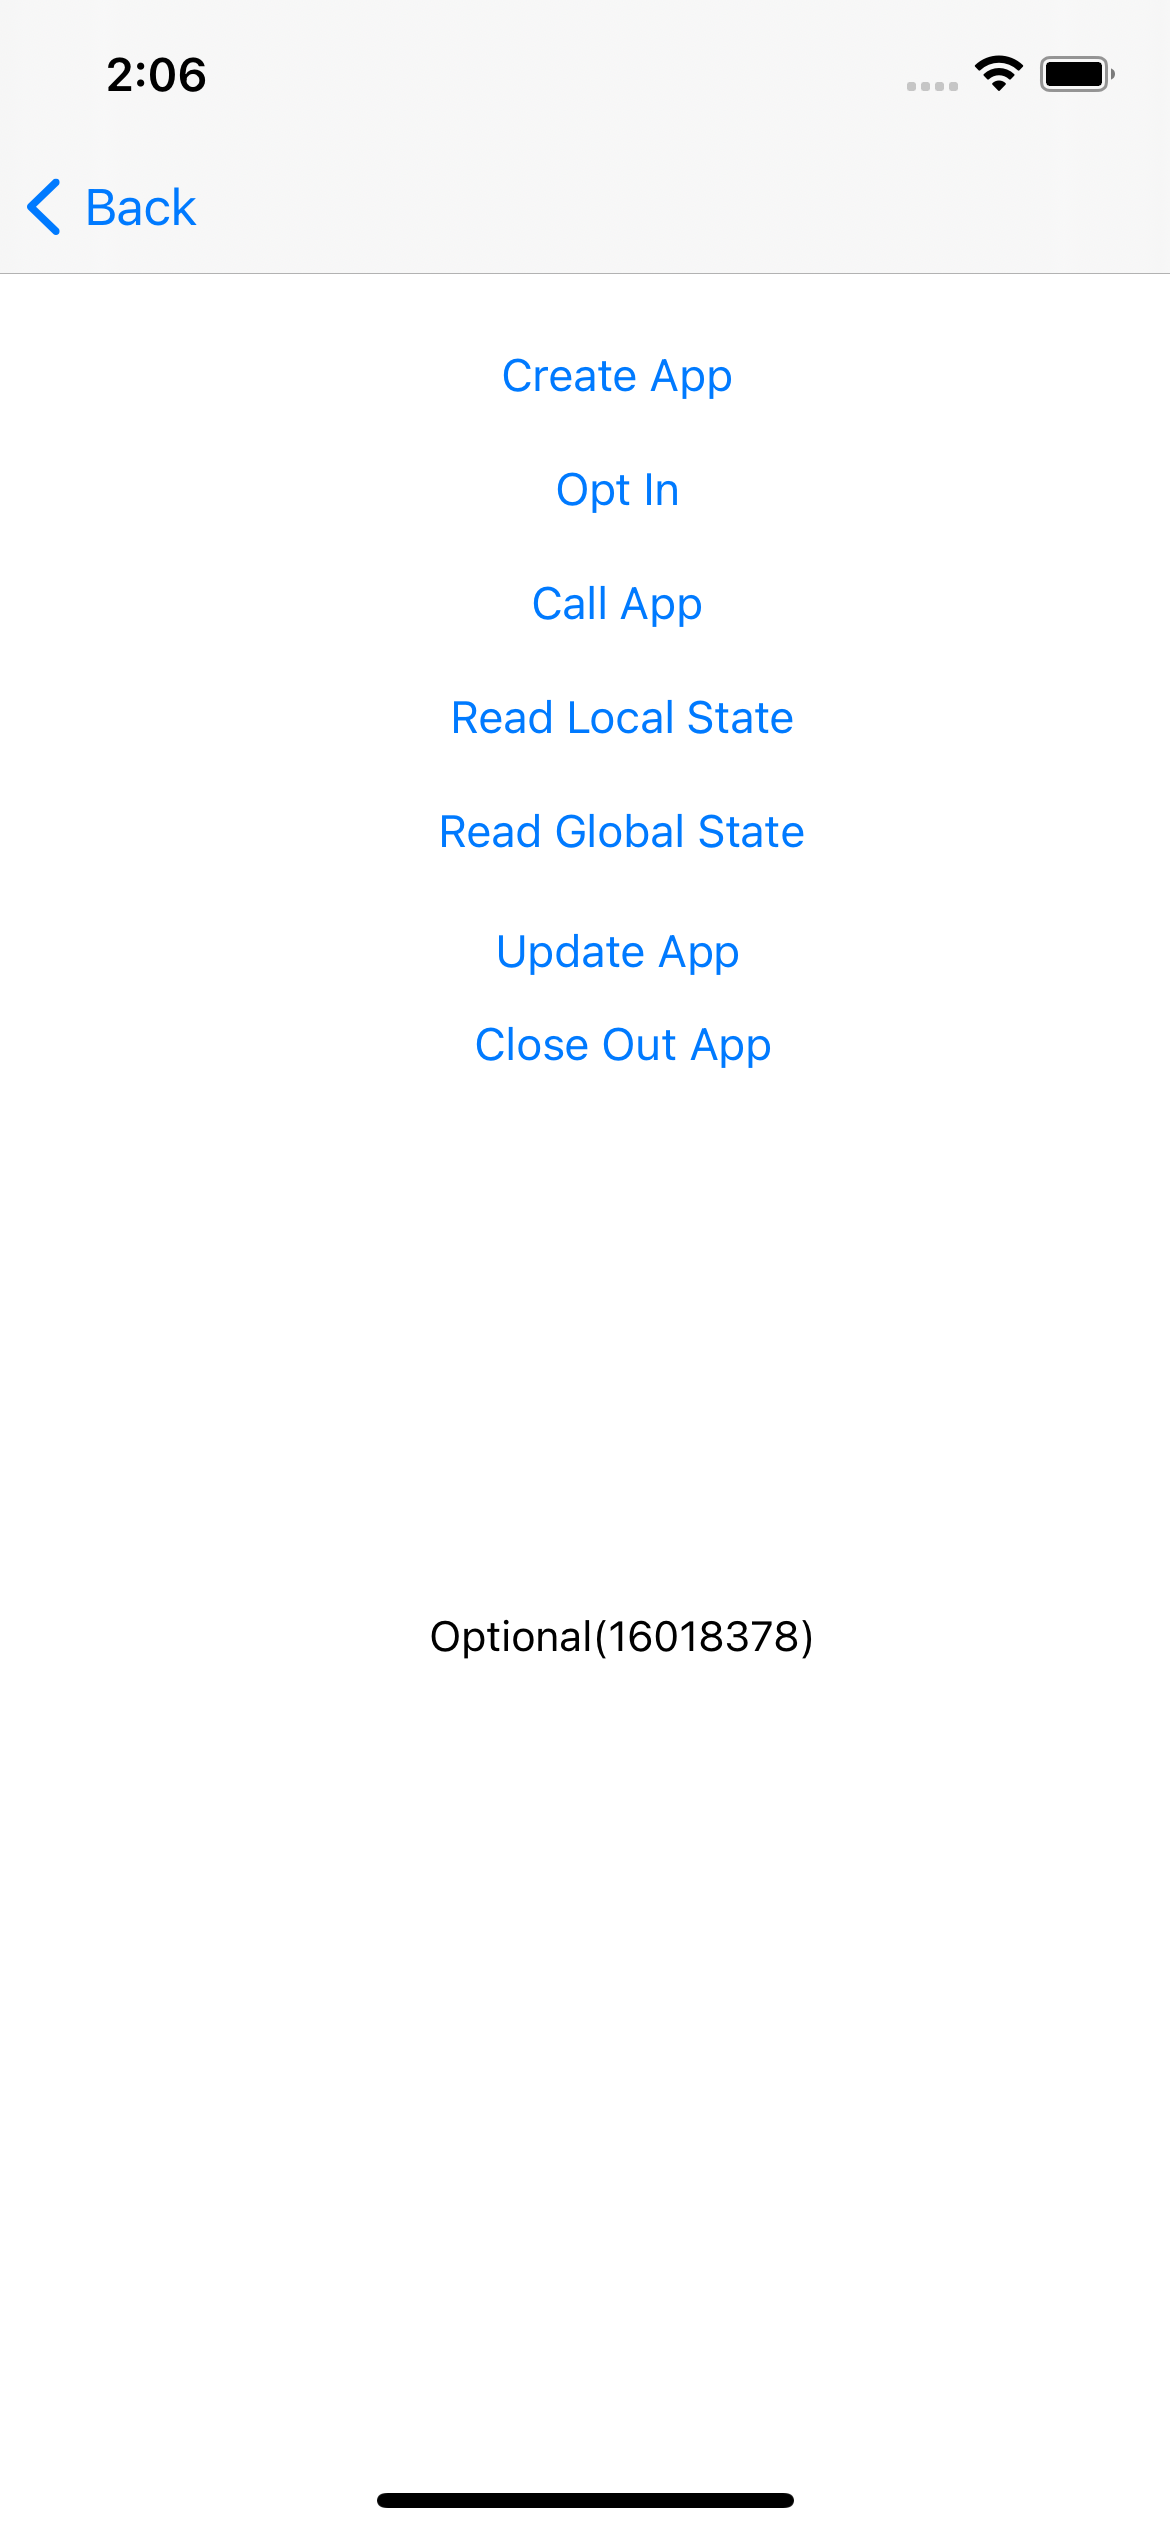 2:06
Back
Create App
Opt In
Call App
Read Local State
Read Global State
Update App
Close Out App
Optional(16018378)